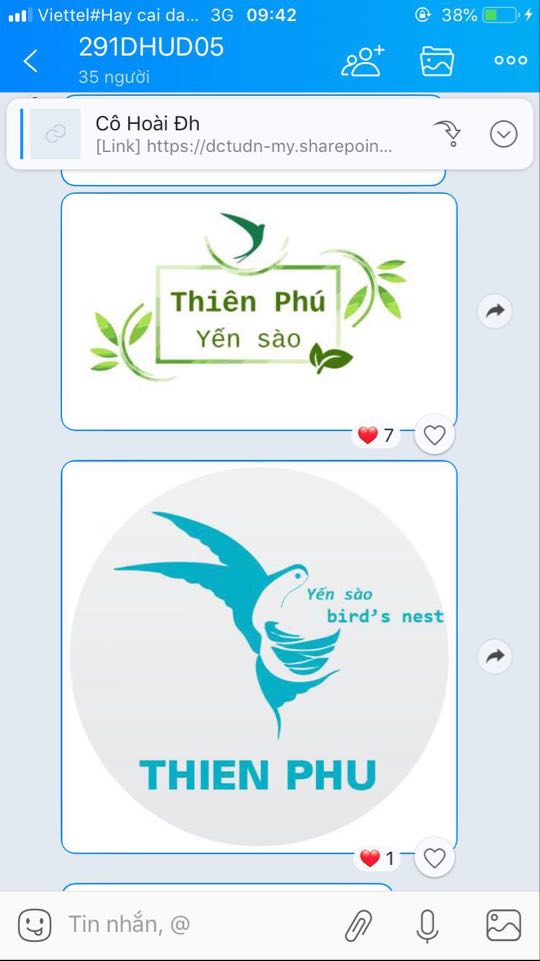 Viettel#Hay cai da... 3G 09:42 38%
291DHUD05
35 người
Cô Hoài Đh
[Link] https://dctudn-my.sharepoin...
Thiên Phú
Yến sào
7
Yến sào
bird's nest
THIEN PHU
1
Tin nhắn, @